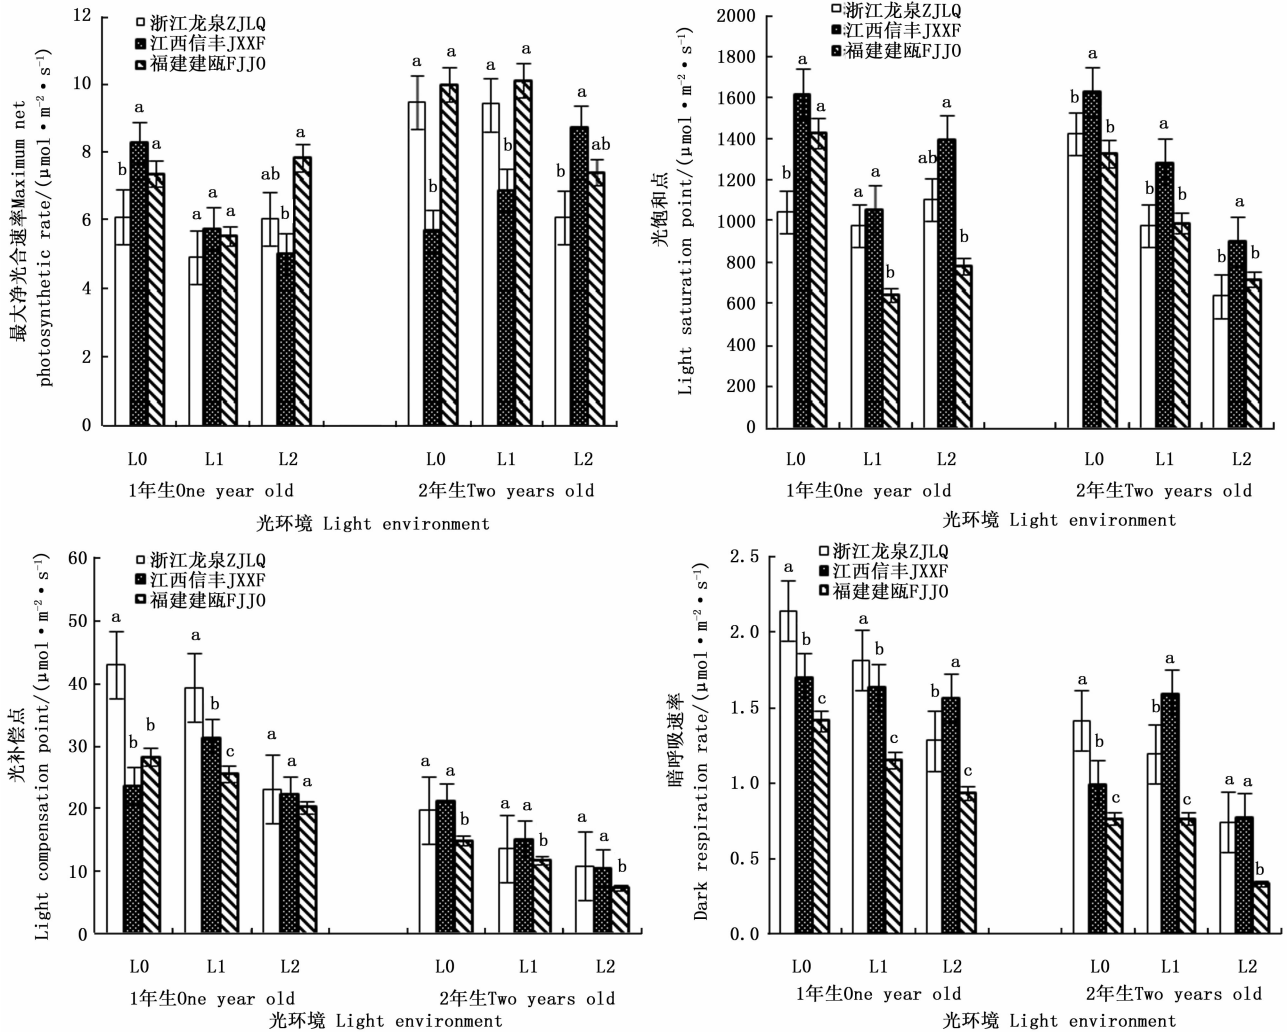 最大净光合速率Maximum net
photosynthetic rate/(μmol·m⁻²·s⁻¹)
12
10
8
6
4
2
0
浙江龙泉ZJLQ
江西信丰JXXF
福建建瓯FJJO
b a a
a a a
ab b a
a b a
a b a
b a ab
L0 L1 L2 L0 L1 L2
1年生One year old 2年生Two years old
光环境 Light environment
光饱和点
Light saturation point/(μmol·m⁻²·s⁻¹)
2000
1800
1600
1400
1200
1000
800
600
400
200
0
浙江龙泉ZJLQ
江西信丰JXXF
福建建瓯FJJO
b a a
a a b
ab a b
b a b
b a b
b a b
L0 L1 L2 L0 L1 L2
1年生One year old 2年生Two years old
光环境 Light environment
光补偿点
Light compensation point/(μmol·m⁻²·s⁻¹)
60
50
40
30
20
10
0
浙江龙泉ZJLQ
江西信丰JXXF
福建建瓯FJJO
a b b
a b c
a a a
a a b
a a b
a a b
L0 L1 L2 L0 L1 L2
1年生One year old 2年生Two years old
光环境 Light environment
暗呼吸速率
Dark respiration rate/(μmol·m⁻²·s⁻¹)
2.5
2.0
1.5
1.0
0.5
0.0
浙江龙泉ZJLQ
江西信丰JXXF
福建建瓯FJJO
a b c
a b c
b a c
a b c
b a c
a a b
L0 L1 L2 L0 L1 L2
1年生One year old 2年生Two years old
光环境 Light environment